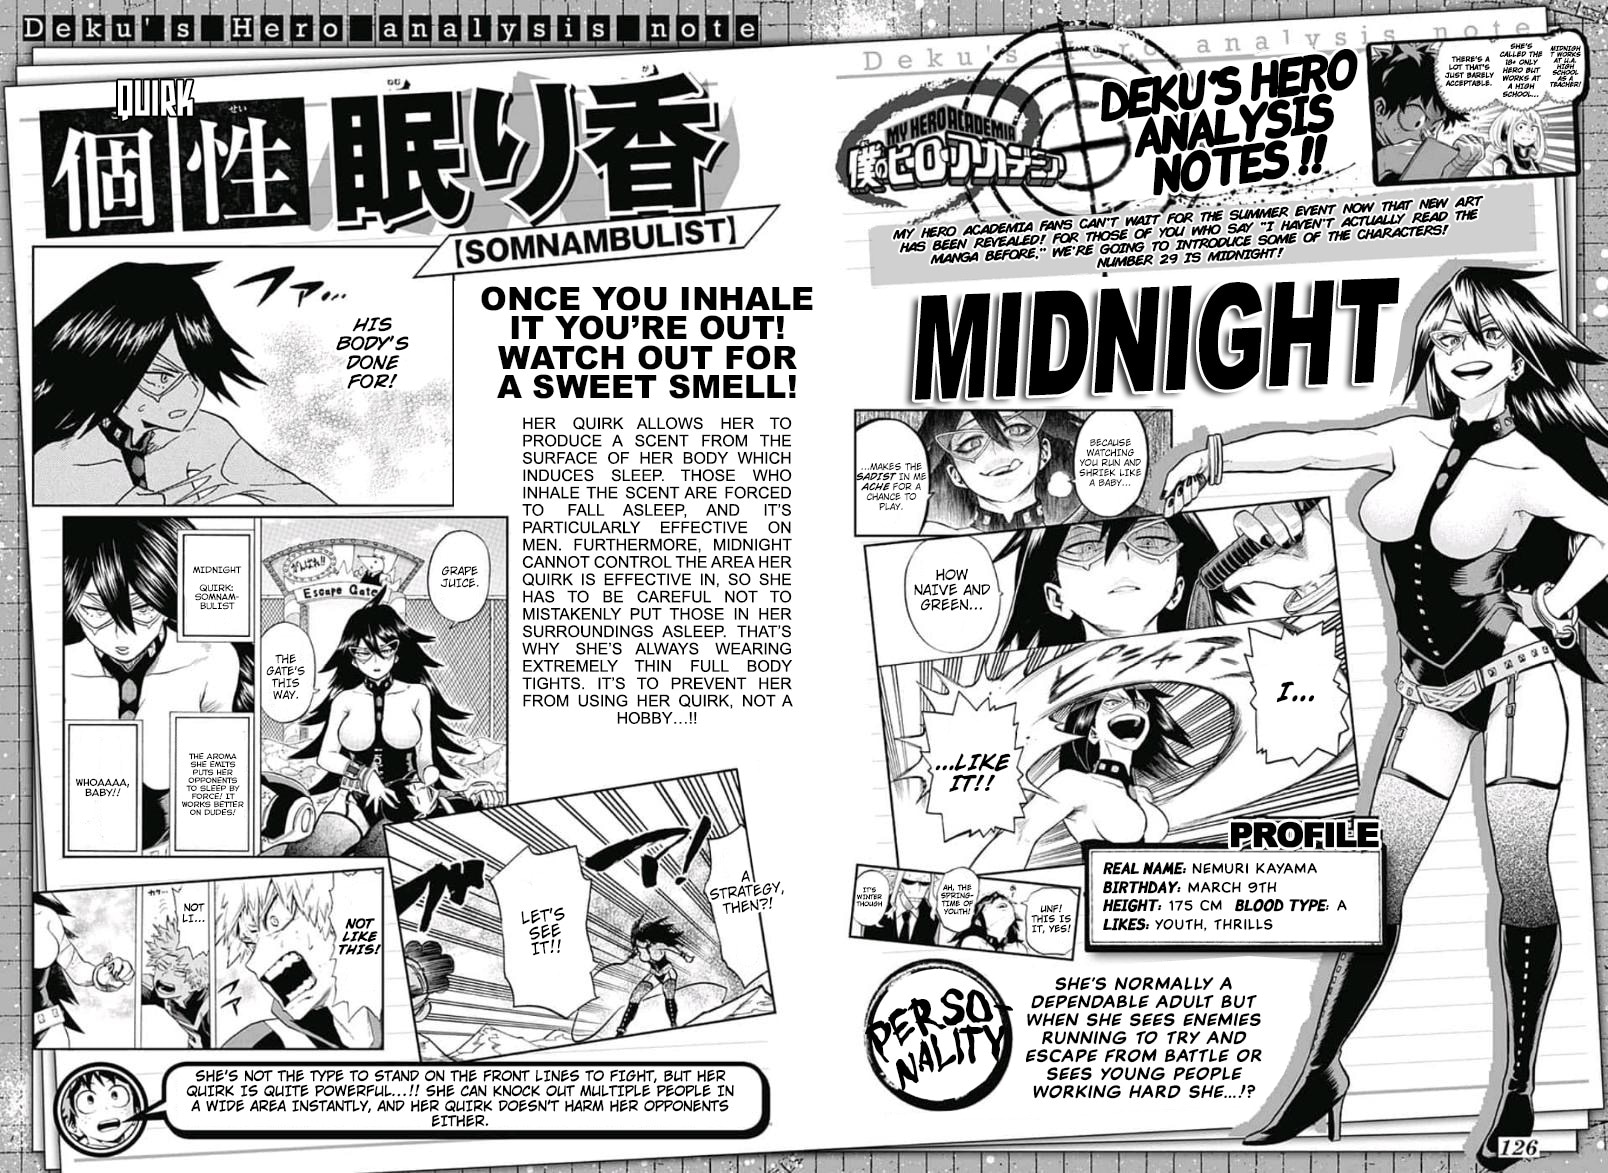 Deku's Hero analysis note
QUIRK
個性
せい
眠り香
ねむ
か
【SOMNAMBULIST】
ファ…
HIS
BODY'S
DONE
FOR!
ONCE YOU INHALE
IT YOU'RE OUT!
WATCH OUT FOR
A SWEET SMELL!
HER QUIRK ALLOWS HER TO
PRODUCE A SCENT FROM THE
SURFACE OF HER BODY WHICH
INDUCES SLEEP. THOSE WHO
INHALE THE SCENT ARE FORCED
TO FALL ASLEEP, AND IT'S
PARTICULARLY EFFECTIVE ON
MEN. FURTHERMORE, MIDNIGHT
CANNOT CONTROL THE AREA HER
QUIRK IS EFFECTIVE IN, SO SHE
HAS TO BE CAREFUL NOT TO
MISTAKENLY PUT THOSE IN HER
SURROUNDINGS ASLEEP. THAT'S
WHY SHE'S ALWAYS WEARING
EXTREMELY THIN FULL BODY
TIGHTS. IT'S TO PREVENT HER
FROM USING HER QUIRK, NOT A
HOBBY...!!
MIDNIGHT
QUIRK:
SOMNAM-
BULIST
がんばれ!!
Escape Gate
GRAPE
JUICE.
THE
GATE'S
THIS
WAY.
WHOAAAA,
BABY!!
THE AROMA
SHE EMITS
PUTS HER
OPPONENTS
TO SLEEP BY
FORCE! IT
WORKS BETTER
ON DUDES!
A
STRATEGY,
THEN?!
LET'S
SEE
IT!!
NOT
LI...
NOT
LIKE
THIS!
SHE'S NOT THE TYPE TO STAND ON THE FRONT LINES TO FIGHT, BUT HER
QUIRK IS QUITE POWERFUL...!! SHE CAN KNOCK OUT MULTIPLE PEOPLE IN
A WIDE AREA INSTANTLY, AND HER QUIRK DOESN'T HARM HER OPPONENTS
EITHER.
Deku's Hero analysis note
MY HERO ACADEMIA
僕のヒーローアカデミア
DEKU'S HERO
ANALYSIS
NOTES!!
MIDNIGH
T WORKS
AT U.A.
HIGH
SCHOOL
AS A
TEACHER!
SHE'S
CALLED THE
18+ ONLY
HERO BUT
WORKS AT
A HIGH
SCHOOL...
THERE'S A
LOT THAT'S
JUST BARELY
ACCEPTABLE.
MY HERO ACADEMIA FANS CAN'T WAIT FOR THE SUMMER EVENT NOW THAT NEW ART
HAS BEEN REVEALED! FOR THOSE OF YOU WHO SAY "I HAVEN'T ACTUALLY READ THE
MANGA BEFORE," WE'RE GOING TO INTRODUCE SOME OF THE CHARACTERS!
NUMBER 29 IS MIDNIGHT!
MIDNIGHT
BECAUSE
WATCHING
YOU RUN AND
SHRIEK LIKE
A BABY...
...MAKES THE
SADIST IN ME
ACHE FOR A
CHANCE TO
PLAY.
HOW
NAIVE AND
GREEN...
I...
...LIKE
IT!!
UNF!
THIS IS
IT, YES!
AH, THE
SPRING-
TIME OF
YOUTH!
IT'S
WINTER
THOUGH
PROFILE
REAL NAME: NEMURI KAYAMA
BIRTHDAY: MARCH 9TH
HEIGHT: 175 CM BLOOD TYPE: A
LIKES: YOUTH, THRILLS
PERSO-
NALITY
SHE'S NORMALLY A
DEPENDABLE ADULT BUT
WHEN SHE SEES ENEMIES
RUNNING TO TRY AND
ESCAPE FROM BATTLE OR
SEES YOUNG PEOPLE
WORKING HARD SHE...!?
126